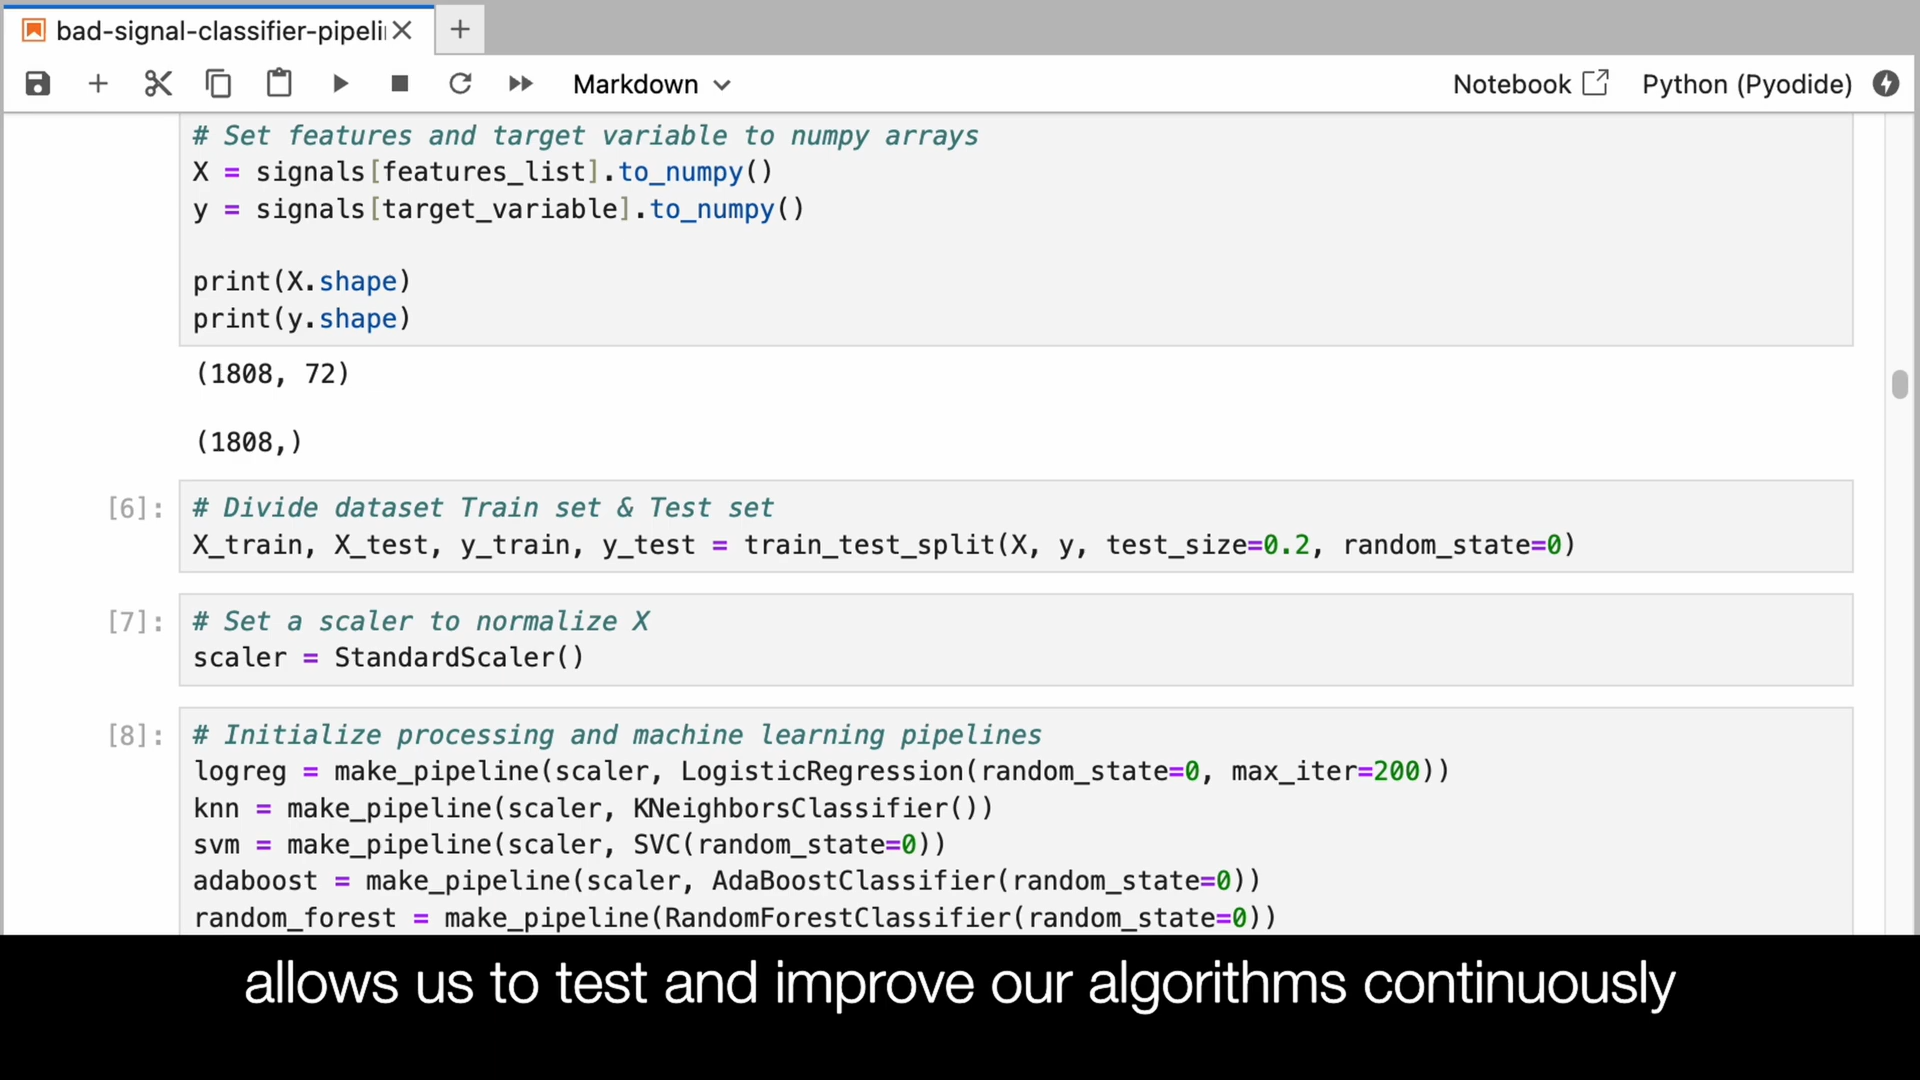 bad-signal-classifier-pipeli
Markdown
Notebook
Python (Pyodide)
# Set features and target variable to numpy arrays
X = signals[features_list].to_numpy()
y = signals[target_variable].to_numpy()
print(X.shape)
print(y.shape)
(1808, 72)
(1808,)
[6]: # Divide dataset Train set & Test set
X_train, X_test, y_train, y_test = train_test_split(X, y, test_size=0.2, random_state=0)
[7]: # Set a scaler to normalize X
scaler = StandardScaler()
[8]: # Initialize processing and machine learning pipelines
logreg = make_pipeline(scaler, LogisticRegression(random_state=0, max_iter=200))
knn = make_pipeline(scaler, KNeighborsClassifier())
svm = make_pipeline(scaler, SVC(random_state=0))
adaboost = make_pipeline(scaler, AdaBoostClassifier(random_state=0))
random_forest = make_pipeline(RandomForestClassifier(random_state=0))
allows us to test and improve our algorithms continuously